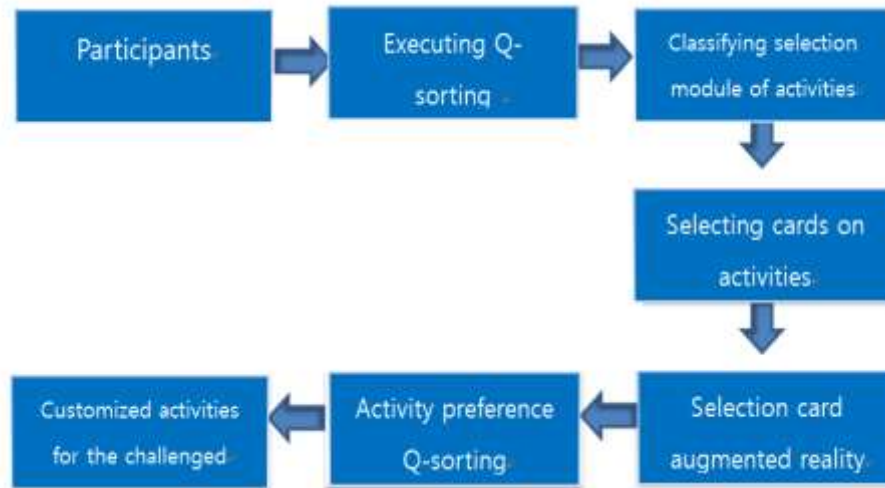 Participants
Executing Q-
sorting
Classifying selection
module of activities
Selecting cards on
activities
Selection card
augmented reality
Activity preference
Q-sorting
Customized activities
for the challenged